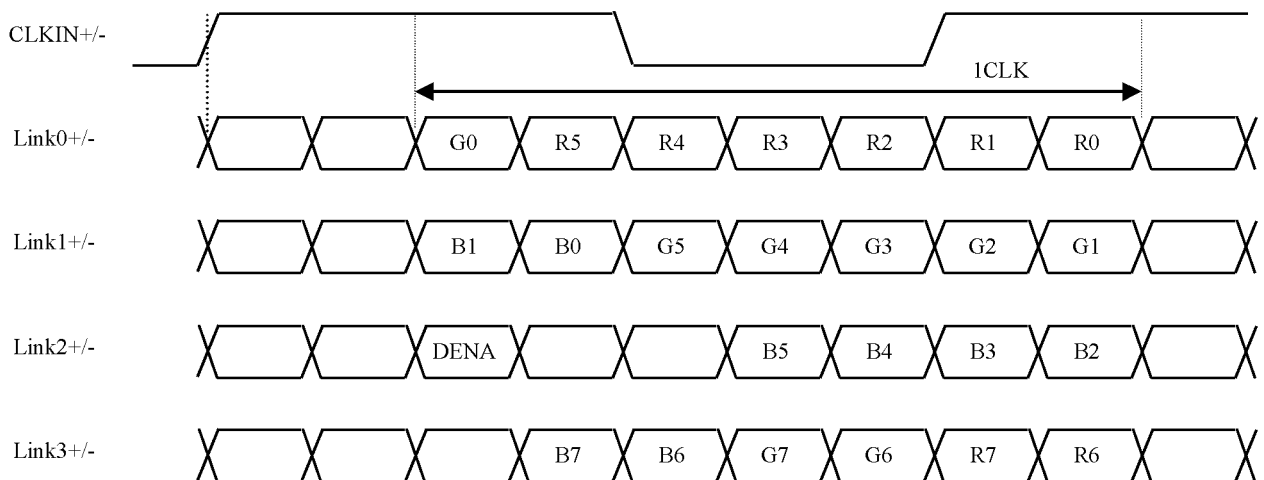 CLKIN+/-
1CLK
Link0+/- G0 R5 R4 R3 R2 R1 R0
Link1+/- B1 B0 G5 G4 G3 G2 G1
Link2+/- DENA B5 B4 B3 B2
Link3+/- B7 B6 G7 G6 R7 R6